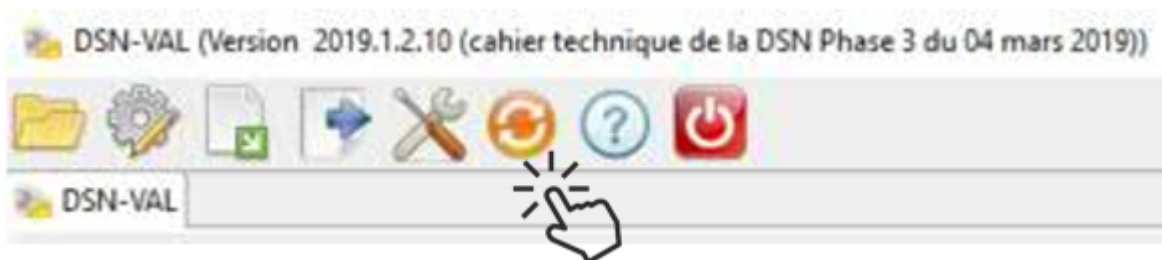 DSN-VAL (Version 2019.1.2.10 (cahier technique de la DSN Phase 3 du 04 mars 2019))
?
DSN-VAL